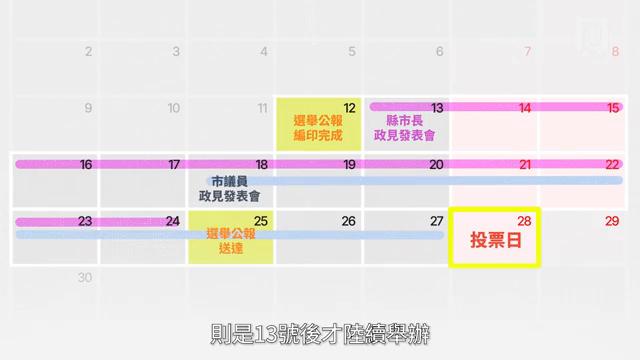 2 3 4 5 6 7 8
9 10 11 12 13 14 15
選舉公報
編印完成
縣市長
政見發表會
16 17 18 19 20 21 22
市議員
政見發表會
23 24 25 26 27 28 29
選舉公報
送達
投票日
30
則是13號後才陸續舉辦